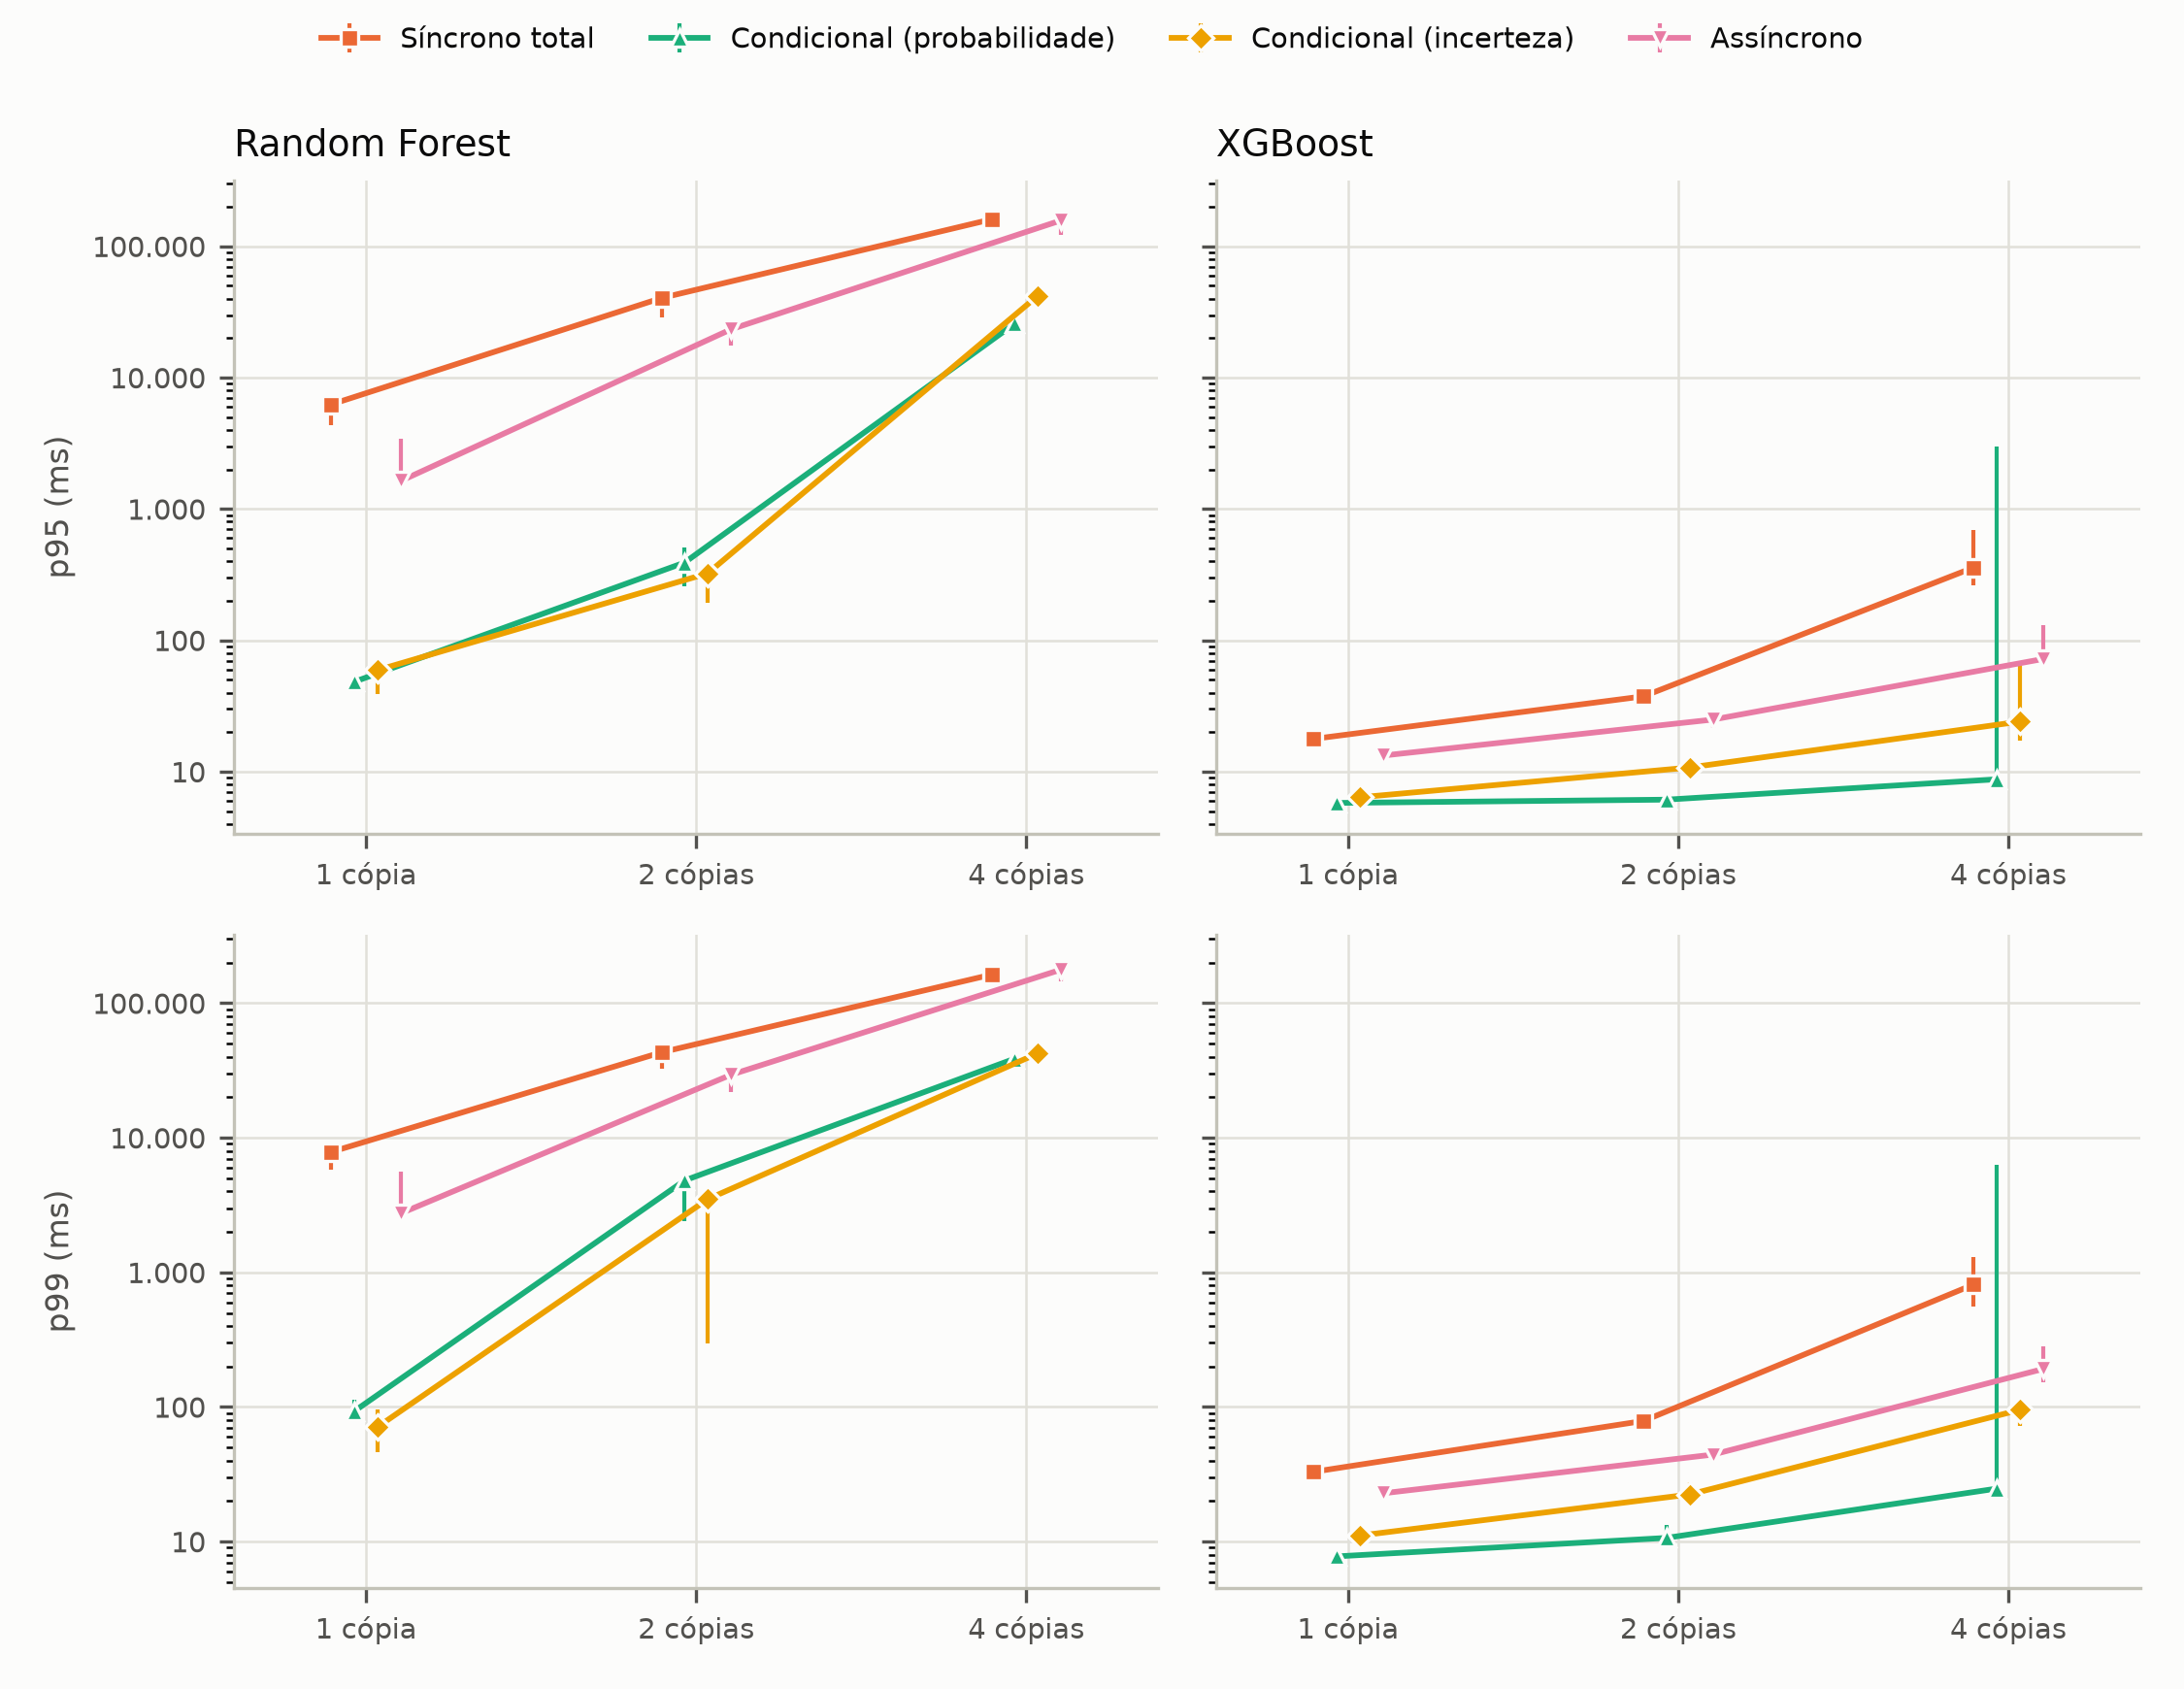 Síncrono total Condicional (probabilidade) Condicional (incerteza) Assíncrono
Random Forest
XGBoost
p95 (ms)
100.000
10.000
1.000
100
10
1 cópia 2 cópias 4 cópias
1 cópia 2 cópias 4 cópias
p99 (ms)
100.000
10.000
1.000
100
10
1 cópia 2 cópias 4 cópias
1 cópia 2 cópias 4 cópias